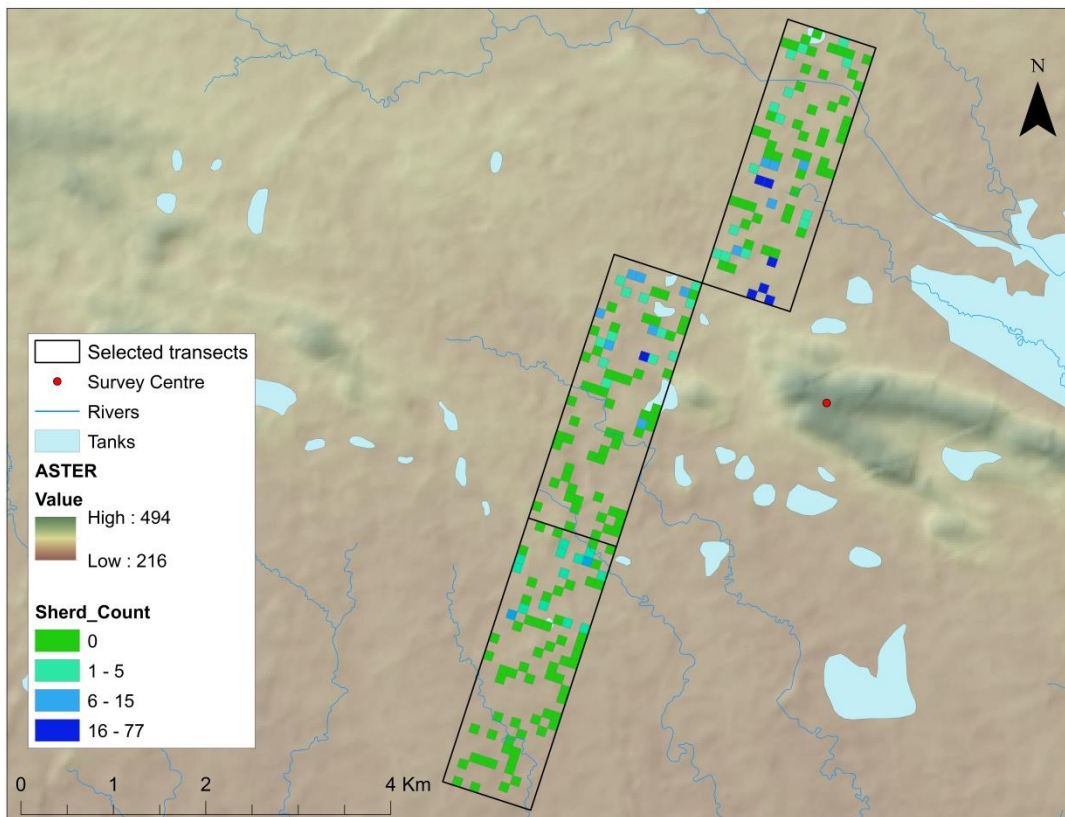 N
Selected transects
Survey Centre
Rivers
Tanks
ASTER
Value
High : 494
Low : 216
Sherd_Count
0
1 - 5
6 - 15
16 - 77
0 1 2 4 Km